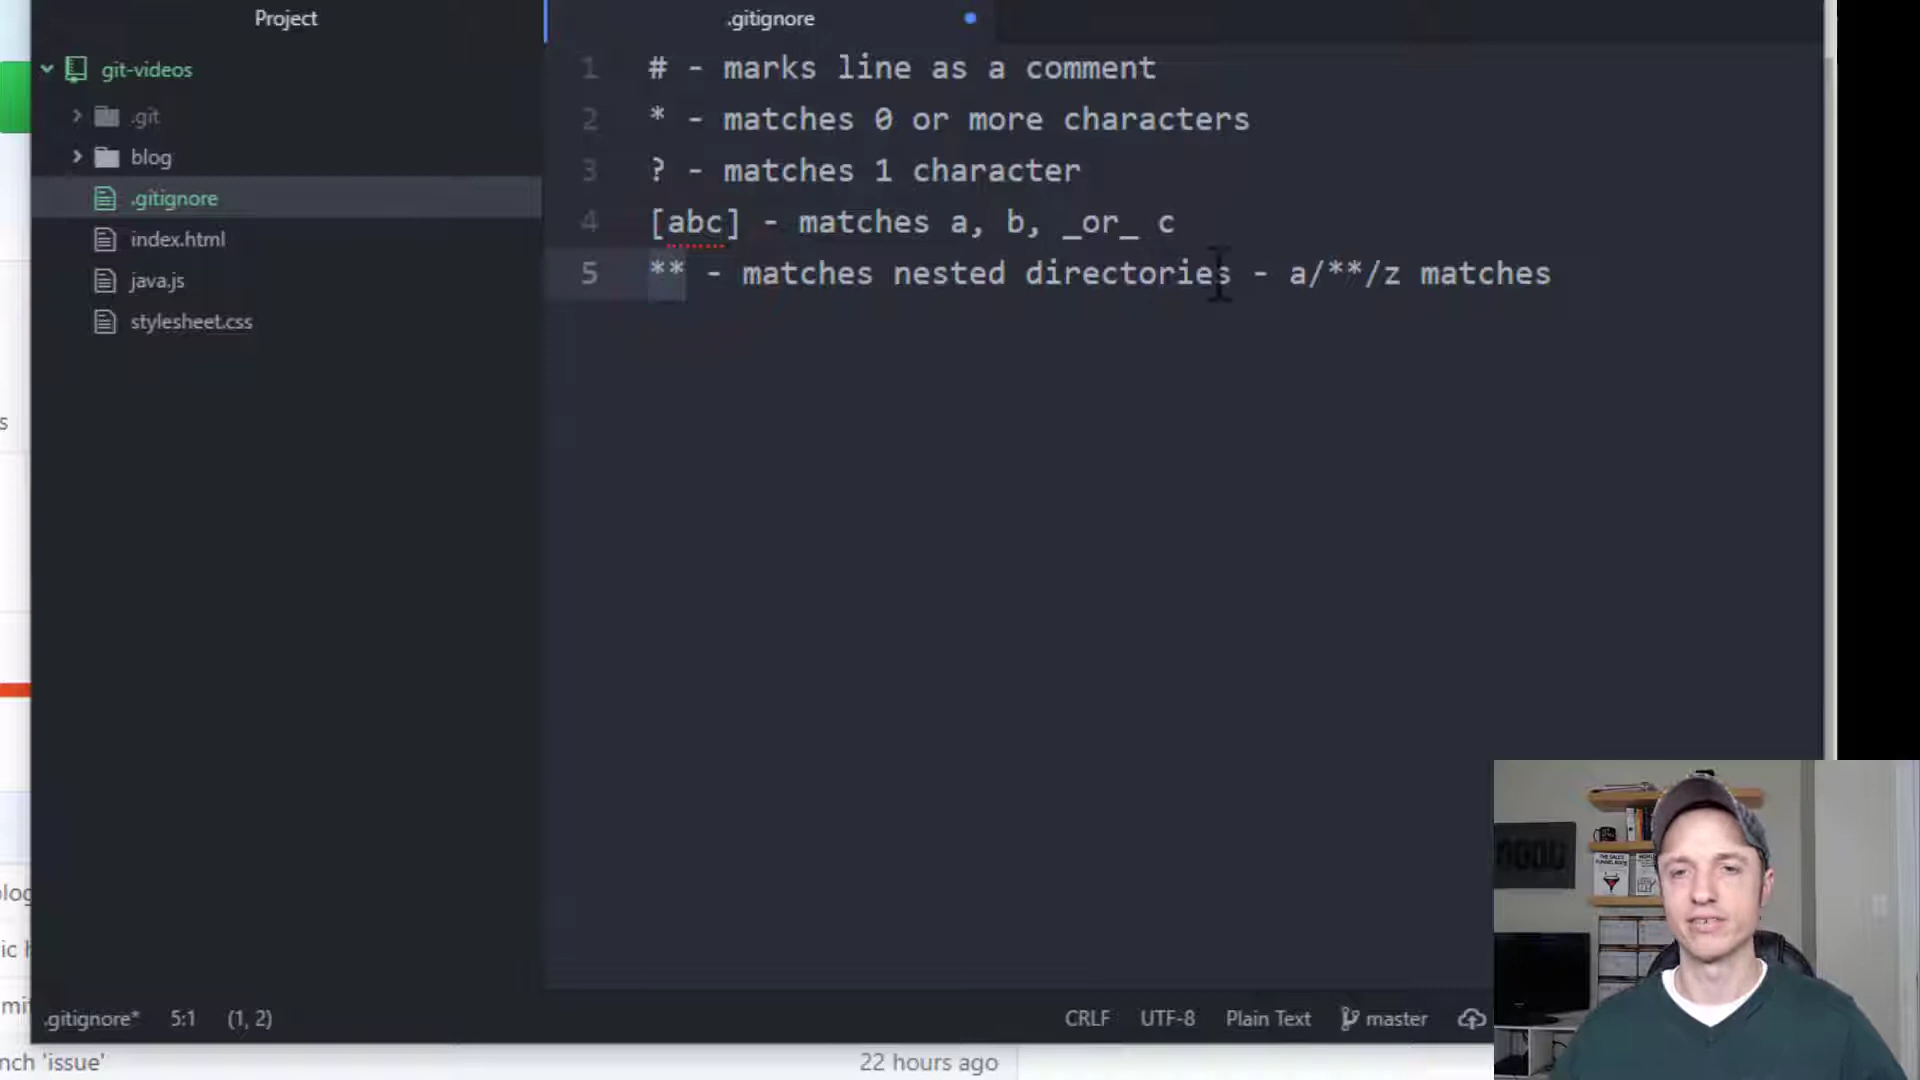 Project
.gitignore
git-videos
.git
blog
.gitignore
index.html
java.js
stylesheet.css
1 # - marks line as a comment
2 * - matches 0 or more characters
3 ? - matches 1 character
4 [abc] - matches a, b, _or_ c
5 ** - matches nested directories - a/**/z matches
s
.gitignore* 5:1 (1, 2)
CRLF UTF-8 Plain Text master
nch 'issue' 22 hours ago